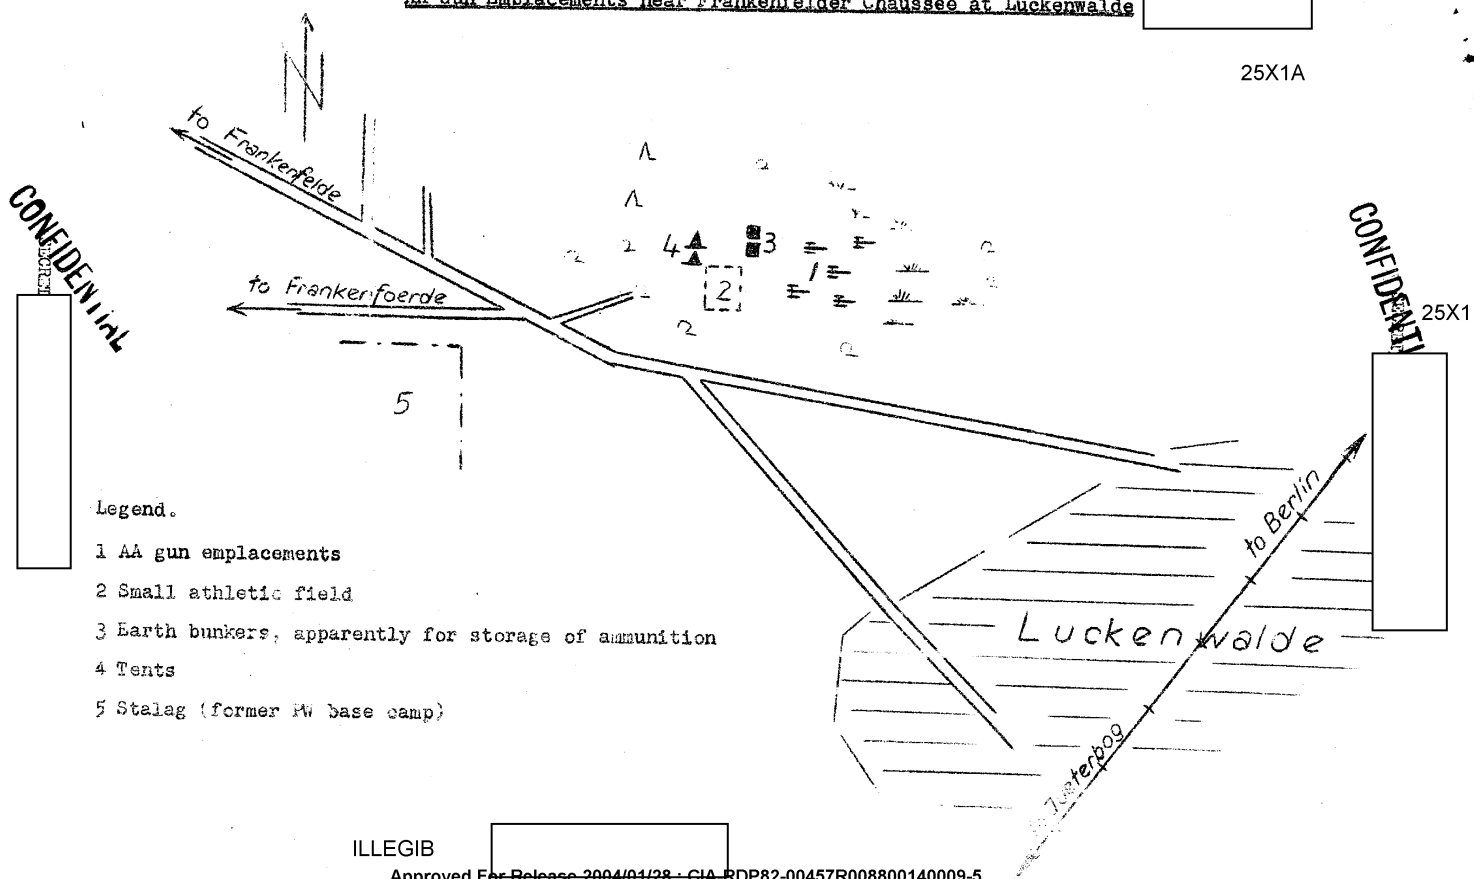 Gun Emplacements near Frankenfelder Chaussee at Luckenwalde
25X1A
N
to Frankenfelde
CONFIDENTIAL
SECRET
CONFIDENTI
25X1
4
3
1
2
to Frankenfoerde
5
to Berlin
Luckenwalde
Jueterbog
Legend.
1 AA gun emplacements
2 Small athletic field
3 Earth bunkers, apparently for storage of ammunition
4 Tents
5 Stalag (former PW base camp)
ILLEGIB
Approved For Release 2004/01/28 : CIA-RDP82-00457R008800140009-5